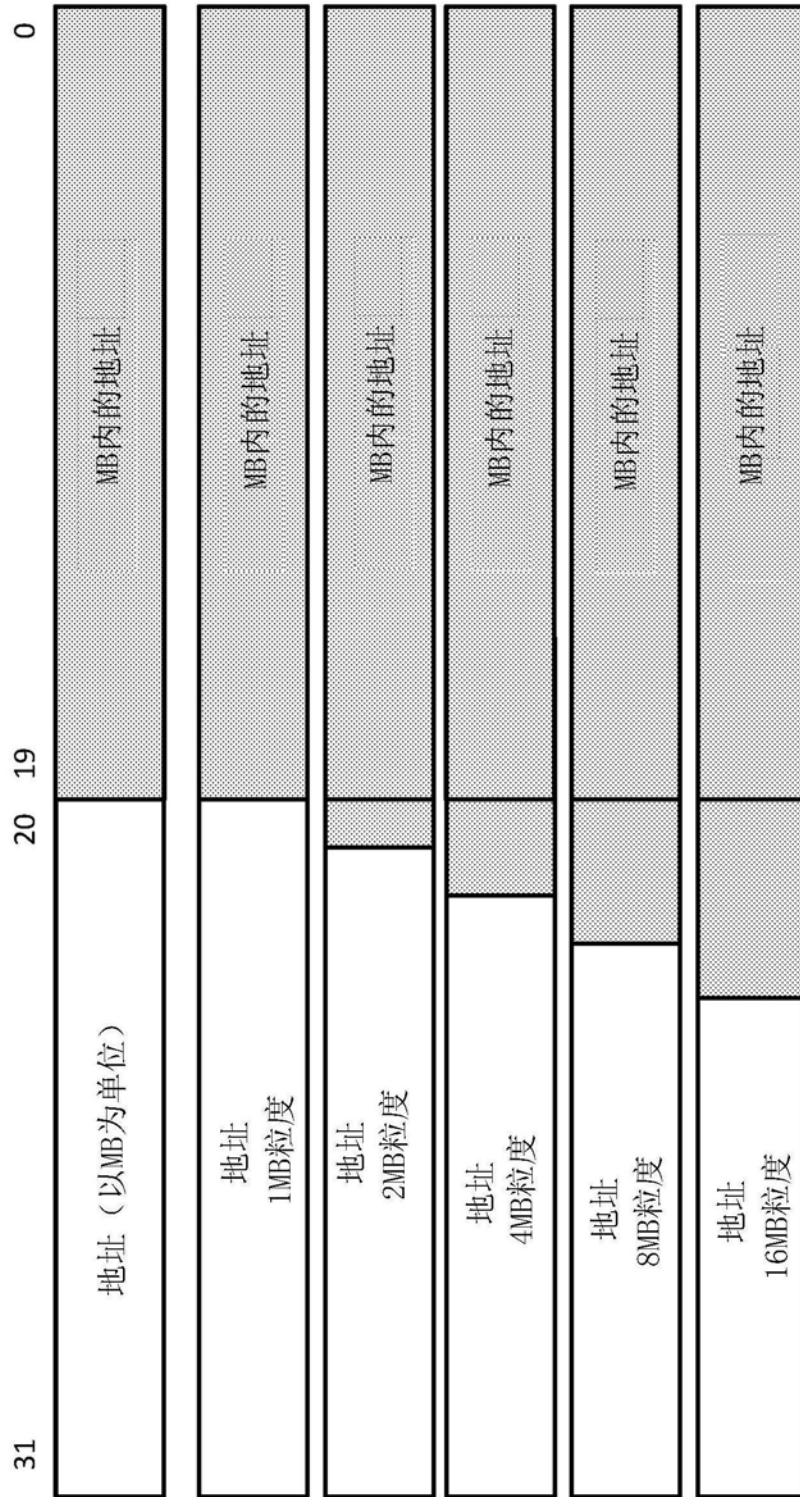 31
20
19
0
地址（以MB为单位）
MB内的地址
地址
1MB粒度
MB内的地址
地址
2MB粒度
MB内的地址
地址
4MB粒度
MB内的地址
地址
8MB粒度
MB内的地址
地址
16MB粒度
MB内的地址